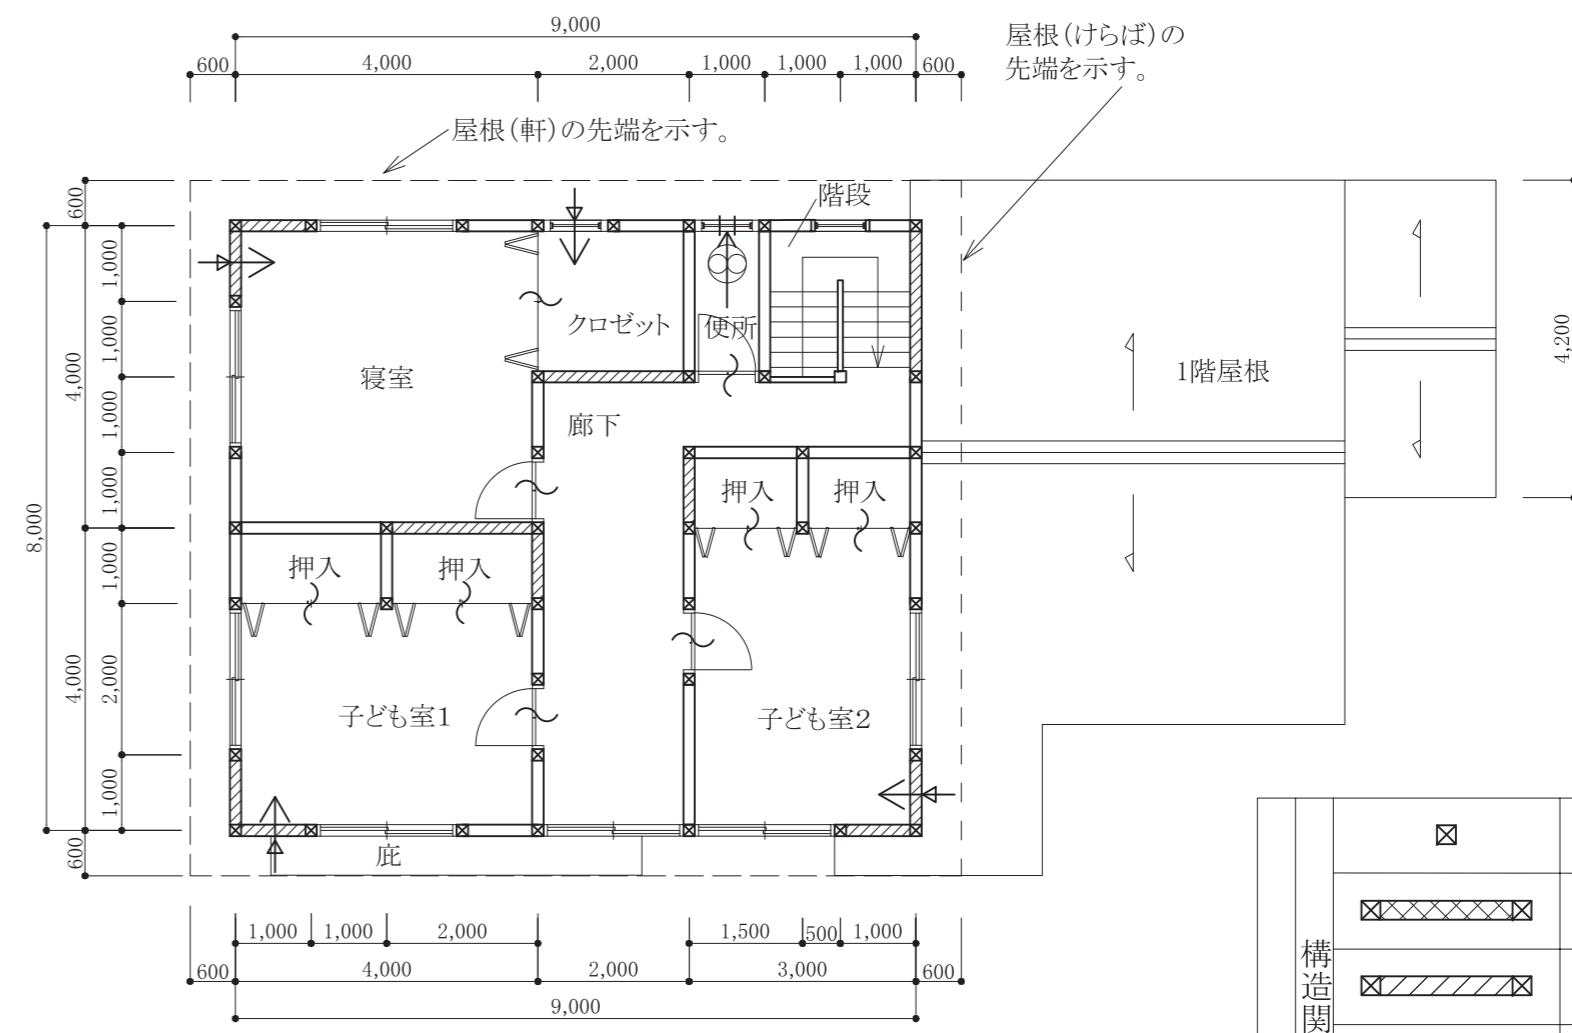 9,000
屋根(けらば)の
先端を示す。
600
4,000
2,000
1,000
1,000
1,000
600
屋根(軒)の先端を示す。
600
階段
1,000
1,000
1,000
1,000
4,000
8,000
クロゼット
便所
寝室
廊下
1階屋根
4,200
押入
押入
押入
押入
1,000
2,000
1,000
4,000
子ども室1
子ども室2
600
庇
1,000
1,000
2,000
1,500
500
1,000
600
4,000
2,000
3,000
600
9,000
構造関